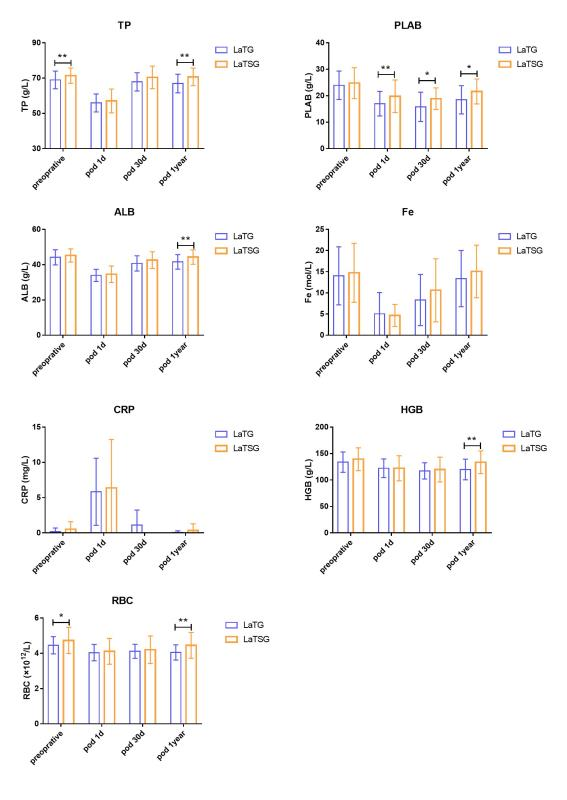 TP
TP (g/L)
90
70
50
30
**
**
LaTG
LaTSG
preoprative
pod 1d
pod 30d
pod 1year
PLAB
PLAB (g/L)
40
30
20
10
0
**
*
*
LaTG
LaTSG
preoprative
pod 1d
pod 30d
pod 1year
ALB
ALB (g/L)
60
40
20
0
**
LaTG
LaTSG
preoprative
pod 1d
pod 30d
pod 1year
Fe
Fe (mol/L)
25
20
15
10
5
0
LaTG
LaTSG
preoprative
pod 1d
pod 30d
pod 1year
CRP
CRP (mg/L)
15
10
5
0
LaTG
LaTSG
preoprative
pod 1d
pod 30d
pod 1year
HGB
HGB (g/L)
200
150
100
50
0
**
LaTG
LaTSG
preoprative
pod 1d
pod 30d
pod 1year
RBC
RBC (×10¹²/L)
6
4
2
0
*
**
LaTG
LaTSG
preoprative
pod 1d
pod 30d
pod 1year